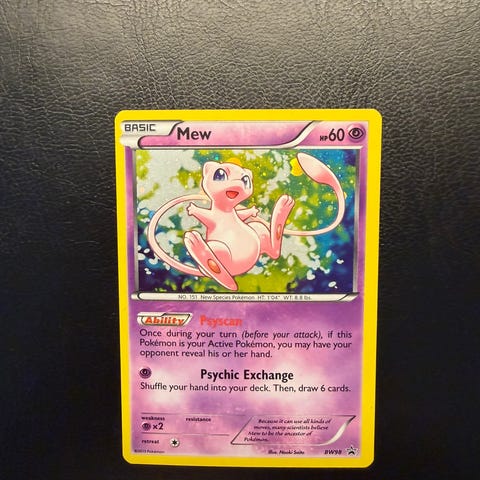 BASIC Mew HP60
NO. 151 New Species Pokémon HT. 1'04" WT. 8.8 lbs.
Ability Psyscan
Once during your turn (before your attack), if this
Pokémon is your Active Pokémon, you may have your
opponent reveal his or her hand.
Psychic Exchange
Shuffle your hand into your deck. Then, draw 6 cards.
weakness resistance
×2
retreat
Because it can use all kinds of
moves, many scientists believe
Mew to be the ancestor of
Pokémon.
©2013 Pokémon
Illus. Naoki Saito
BW98